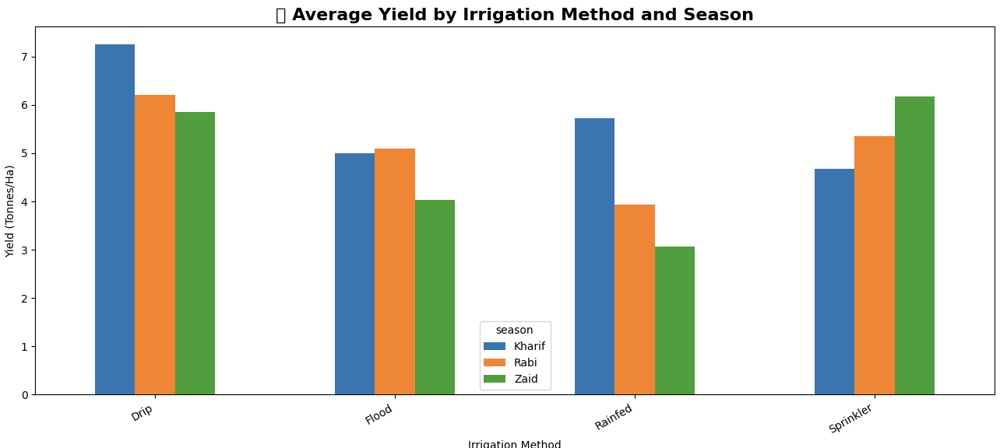 Average Yield by Irrigation Method and Season
Yield (Tonnes/Ha)
7
6
5
4
3
2
1
0
season
Kharif
Rabi
Zaid
Drip
Flood
Rainfed
Sprinkler
Irrigation Method